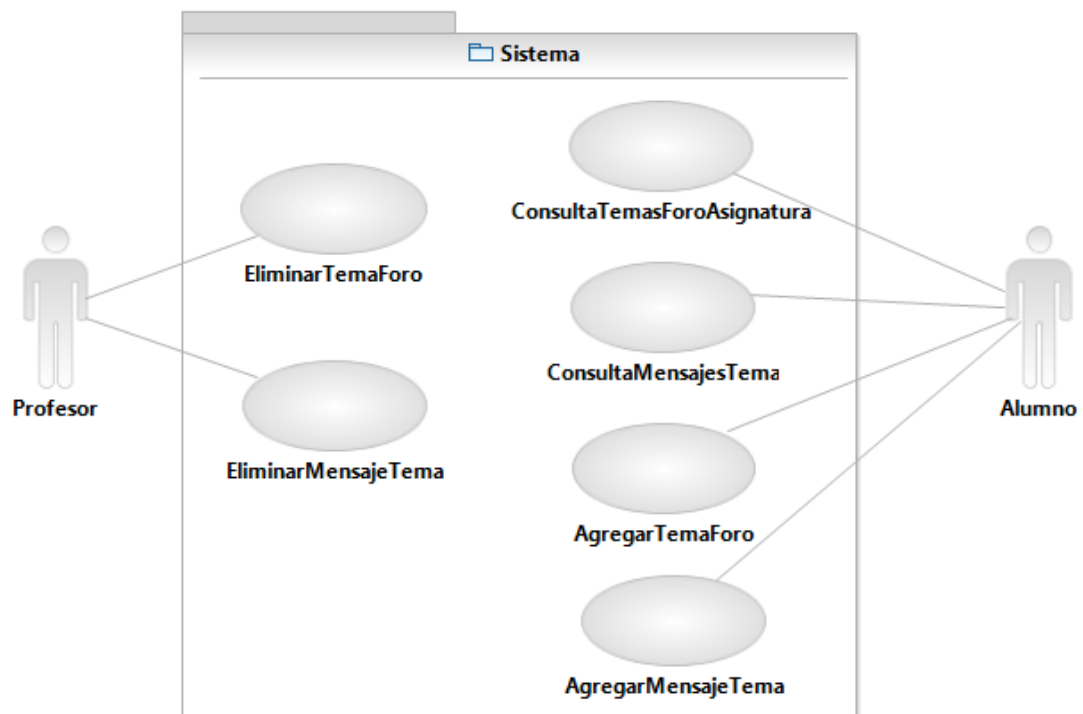 Sistema
ConsultaTemasForoAsignatura
EliminarTemaForo
ConsultaMensajesTema
Profesor
Alumno
EliminarMensajeTema
AgregarTemaForo
AgregarMensajeTema